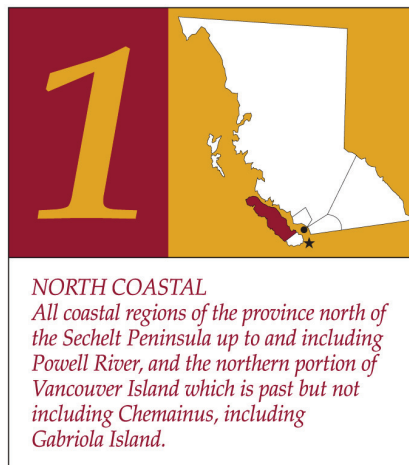 1
NORTH COASTAL
All coastal regions of the province north of
the Sechelt Peninsula up to and including
Powell River, and the northern portion of
Vancouver Island which is past but not
including Chemainus, including
Gabriola Island.